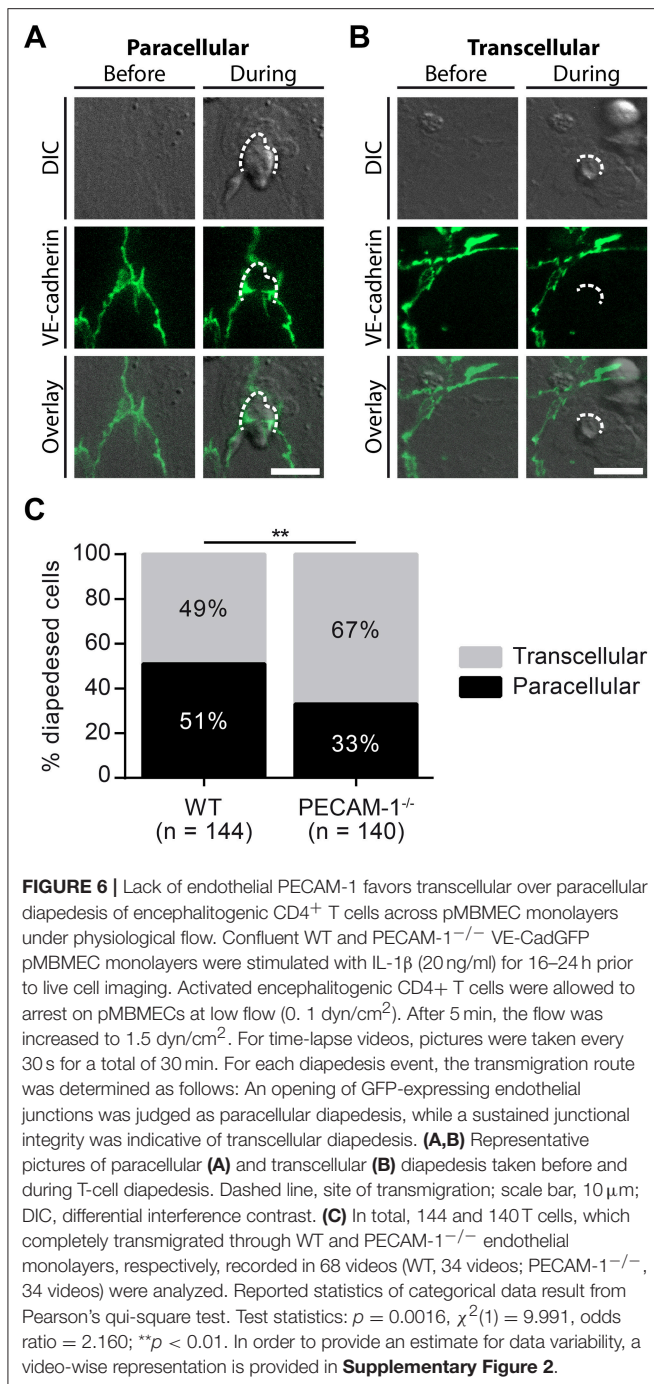 A
B
Paracellular
Transcellular
Before During
Before During
DIC
DIC
VE-cadherin
VE-cadherin
Overlay
Overlay
C
**
% diapedesed cells
100
80
60
40
20
0
49%
67%
51%
33%
Transcellular
Paracellular
WT
(n = 144)
PECAM-1-/-
(n = 140)
FIGURE 6 | Lack of endothelial PECAM-1 favors transcellular over paracellular
diapedesis of encephalitogenic CD4+ T cells across pMBMEC monolayers
under physiological flow. Confluent WT and PECAM-1−/− VE-CadGFP
pMBMEC monolayers were stimulated with IL-1β (20 ng/ml) for 16–24 h prior
to live cell imaging. Activated encephalitogenic CD4+ T cells were allowed to
arrest on pMBMECs at low flow (0. 1 dyn/cm2). After 5 min, the flow was
increased to 1.5 dyn/cm2. For time-lapse videos, pictures were taken every
30 s for a total of 30 min. For each diapedesis event, the transmigration route
was determined as follows: An opening of GFP-expressing endothelial
junctions was judged as paracellular diapedesis, while a sustained junctional
integrity was indicative of transcellular diapedesis. (A,B) Representative
pictures of paracellular (A) and transcellular (B) diapedesis taken before and
during T-cell diapedesis. Dashed line, site of transmigration; scale bar, 10 μm;
DIC, differential interference contrast. (C) In total, 144 and 140 T cells, which
completely transmigrated through WT and PECAM-1−/− endothelial
monolayers, respectively, recorded in 68 videos (WT, 34 videos; PECAM-1−/−,
34 videos) were analyzed. Reported statistics of categorical data result from
Pearson's qui-square test. Test statistics: p = 0.0016, χ2(1) = 9.991, odds
ratio = 2.160; **p < 0.01. In order to provide an estimate for data variability, a
video-wise representation is provided in Supplementary Figure 2.